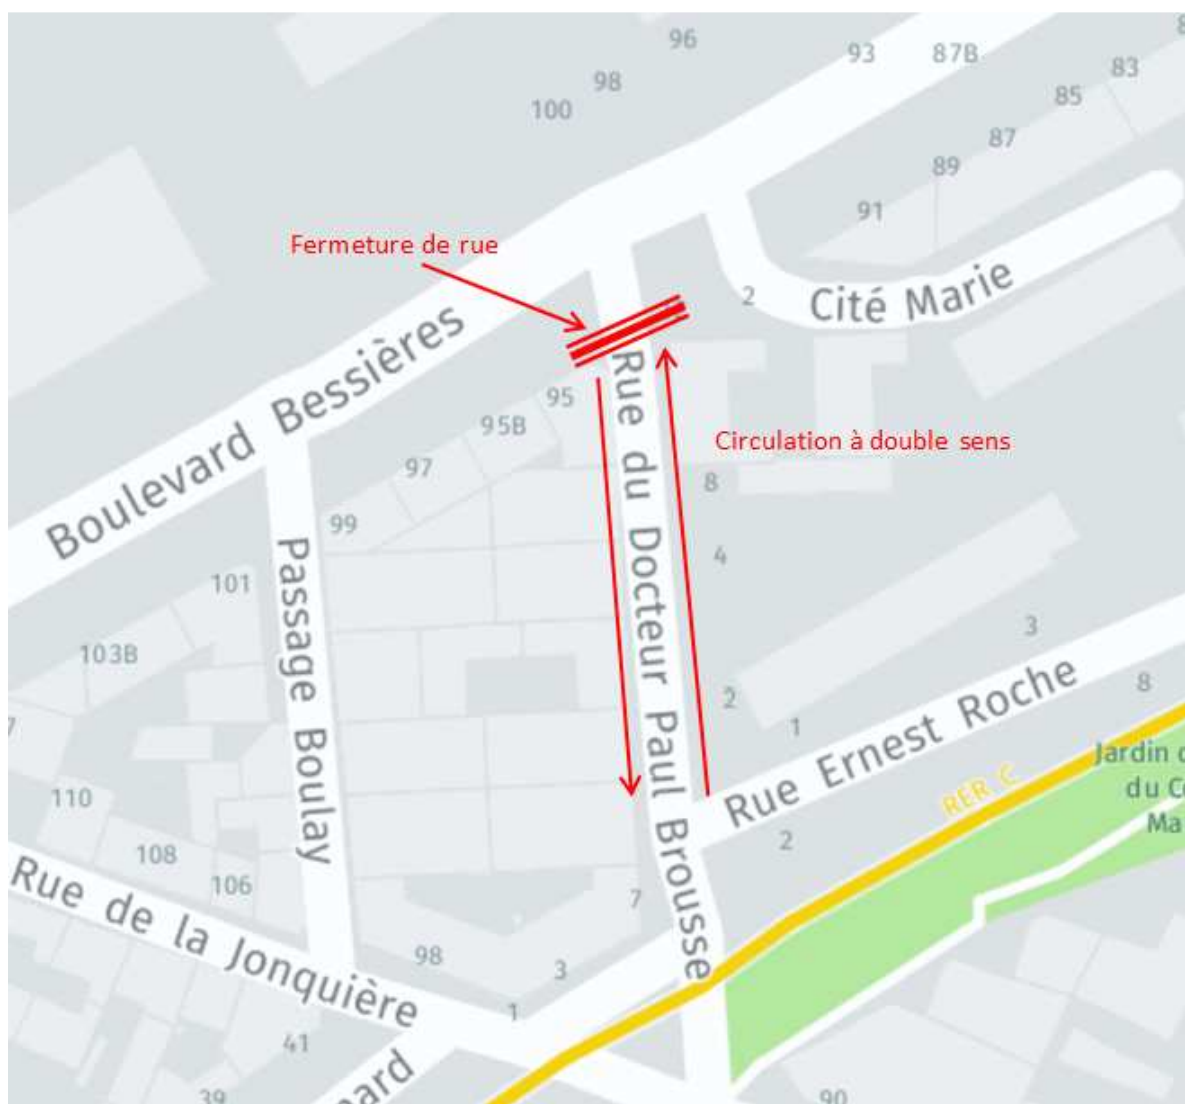 96
93
87B
98
83
100
85
87
89
91
Fermeture de rue
2
Cité Marie
Boulevard Bessières
Rue du Docteur Paul Brousse
95
95B
Circulation à double sens
97
8
99
4
Passage Boulay
101
3
103B
2
8
1
Rue Ernest Roche
Jardin
RER C
du
110
Ma
2
108
106
7
Rue de la Jonquière
98
3
1
41
39
90